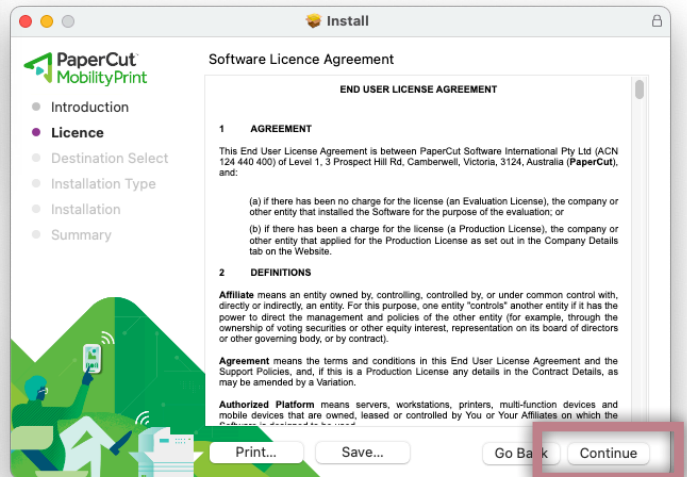 Install
PaperCut
MobilityPrint
Introduction
Licence
Destination Select
Installation Type
Installation
Summary
Software Licence Agreement
END USER LICENSE AGREEMENT
1 AGREEMENT
This End User License Agreement is between PaperCut Software International Pty Ltd (ACN
124 440 400) of Level 1, 3 Prospect Hill Rd, Camberwell, Victoria, 3124, Australia (PaperCut),
and:
(a) if there has been no charge for the license (an Evaluation License), the company or
other entity that installed the Software for the purpose of the evaluation; or
(b) if there has been a charge for the license (a Production License), the company or
other entity that applied for the Production License as set out in the Company Details
tab on the Website.
2 DEFINITIONS
Affiliate means an entity owned by, controlling, controlled by, or under common control with,
directly or indirectly, an entity. For this purpose, one entity "controls" another entity if it has the
power to direct the management and policies of the other entity (for example, through the
ownership of voting securities or other equity interest, representation on its board of directors
or other governing body, or by contract).
Agreement means the terms and conditions in this End User License Agreement and the
Support Policies, and, if this is a Production License any details in the Contract Details, as
may be amended by a Variation.
Authorized Platform means servers, workstations, printers, multi-function devices and
mobile devices that are owned, leased or controlled by You or Your Affiliates on which the
Print...
Save...
Go Back
Continue